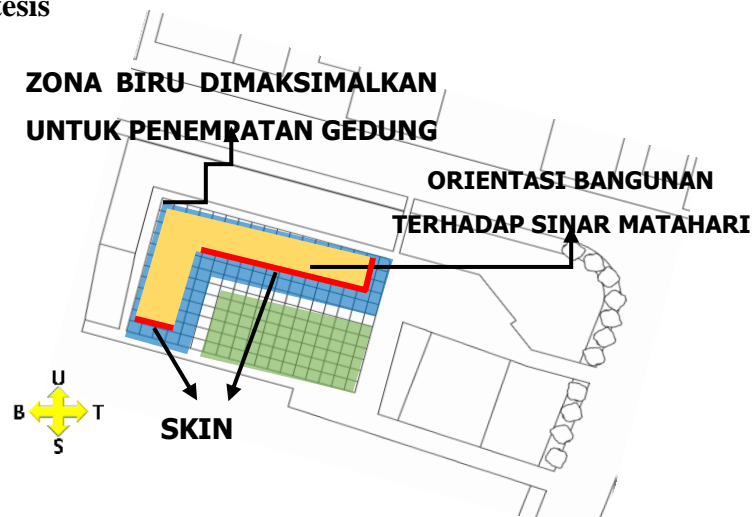 tesis
ZONA BIRU DIMAKSIMALKAN
UNTUK PENEMPATAN GEDUNG
ORIENTASI BANGUNAN
TERHADAP SINAR MATAHARI
U
B T
S
SKIN